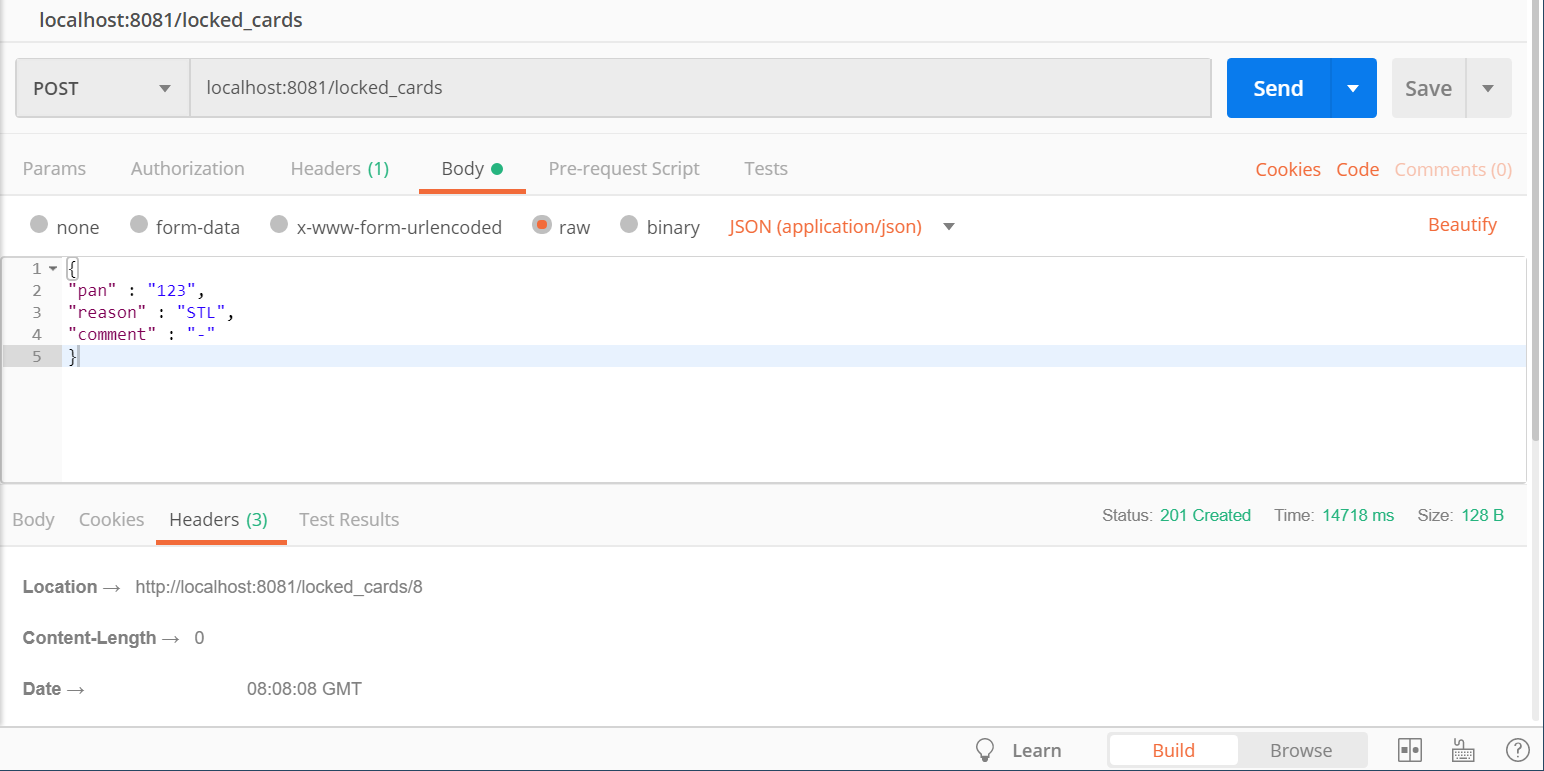 localhost:8081/locked_cards
POST localhost:8081/locked_cards Send Save
Params Authorization Headers (1) Body Pre-request Script Tests Cookies Code Comments (0)
none form-data x-www-form-urlencoded raw binary JSON (application/json) Beautify
1 {
2 "pan" : "123",
3 "reason" : "STL",
4 "comment" : "-"
5 }
Body Cookies Headers (3) Test Results Status: 201 Created Time: 14718 ms Size: 128 B
Location → http://localhost:8081/locked_cards/8
Content-Length → 0
Date → 08:08:08 GMT
Learn Build Browse ?